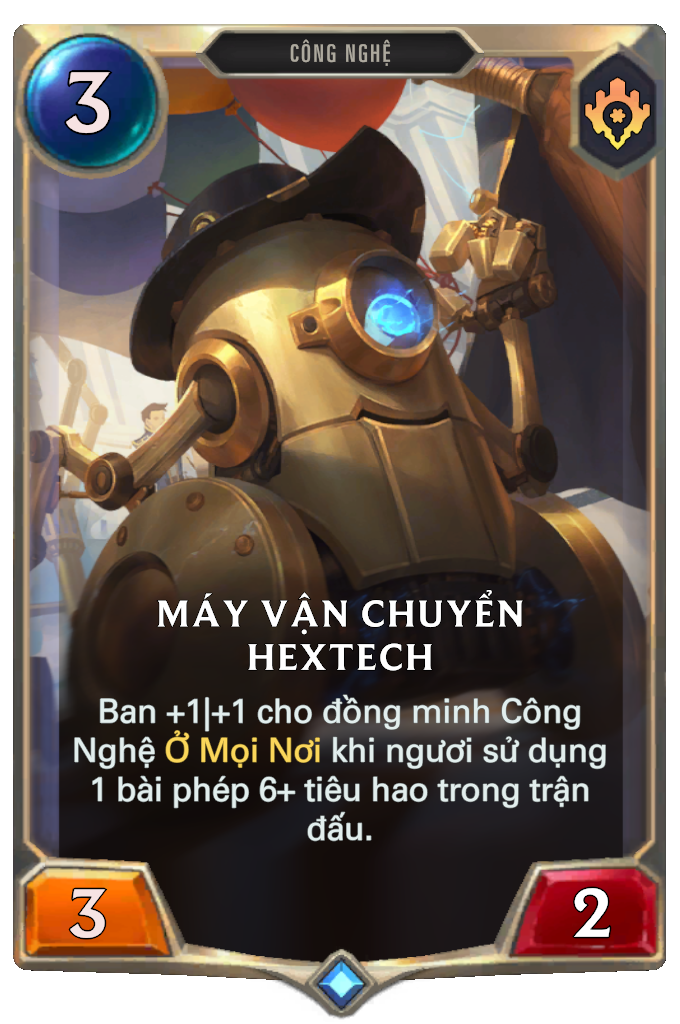 3
CÔNG NGHỆ
MÁY VẬN CHUYỂN
HEXTECH
Ban +1|+1 cho đồng minh Công
Nghệ Ở Mọi Nơi khi ngươi sử dụng
1 bài phép 6+ tiêu hao trong trận
đấu.
3
2